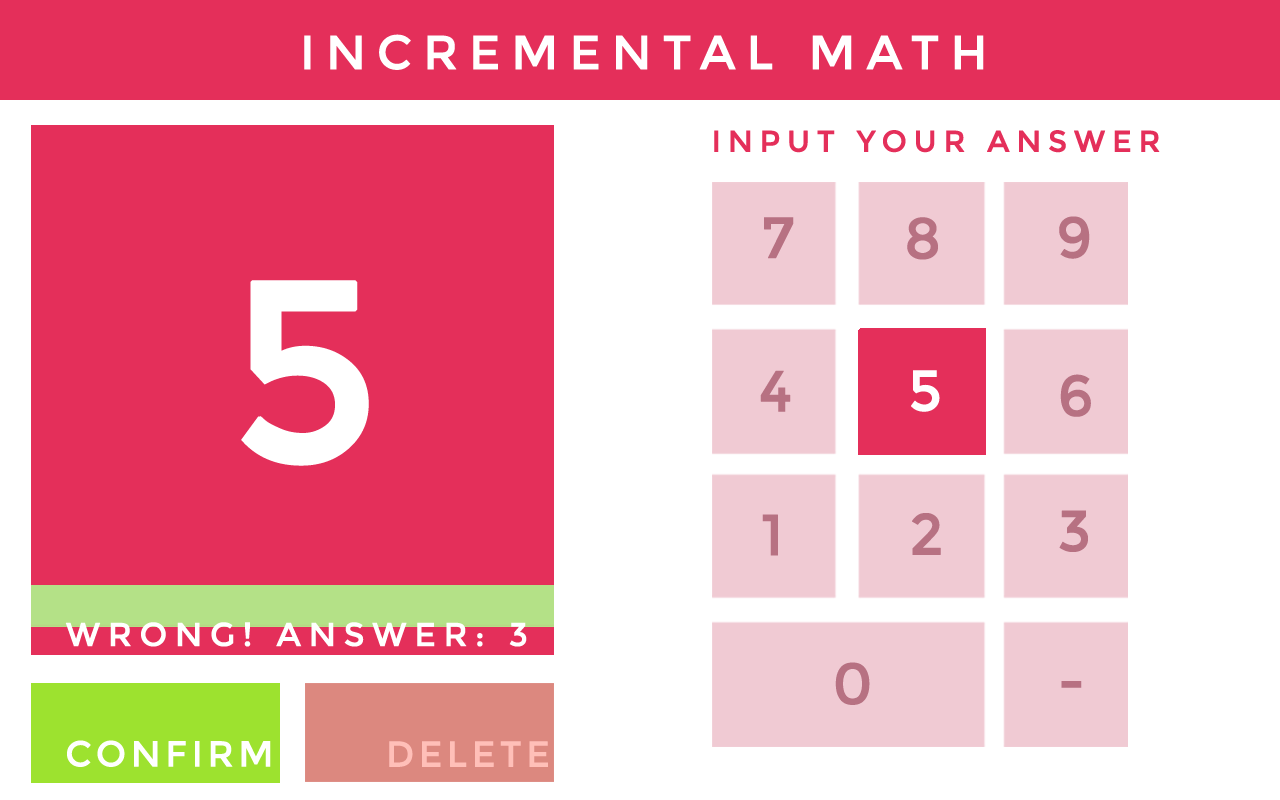 INCREMENTAL MATH
INPUT YOUR ANSWER
5
WRONG! ANSWER: 3
CONFIRM DELETE
7 8 9
4 5 6
1 2 3
0 -